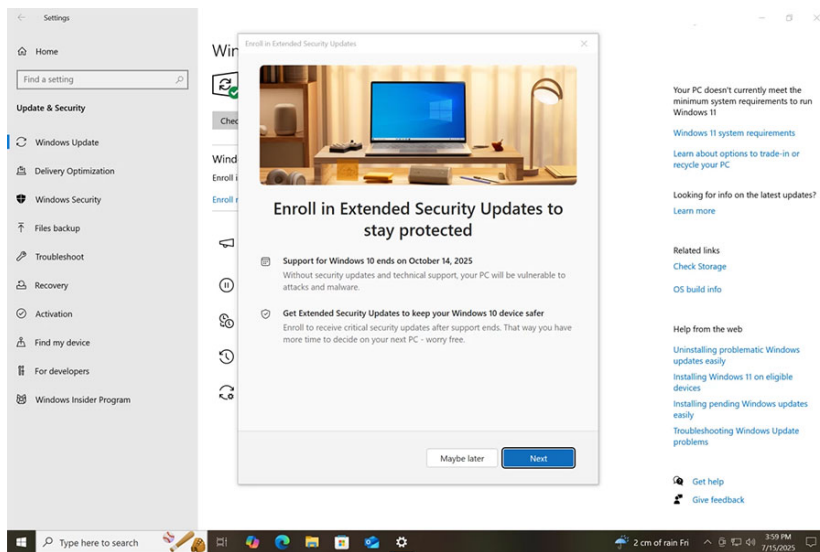 Settings
Home
Find a setting
Update & Security
Windows Update
Delivery Optimization
Windows Security
Files backup
Troubleshoot
Recovery
Activation
Find my device
For developers
Windows Insider Program
Win
Chec
Wind
Enroll i
Enroll r
Enroll in Extended Security Updates
Enroll in Extended Security Updates to
stay protected
Support for Windows 10 ends on October 14, 2025
Without security updates and technical support, your PC will be vulnerable to
attacks and malware.
Get Extended Security Updates to keep your Windows 10 device safer
Enroll to receive critical security updates after support ends. That way you have
more time to decide on your next PC - worry free.
Maybe later
Next
Your PC doesn't currently meet the
minimum system requirements to run
Windows 11
Windows 11 system requirements
Learn about options to trade-in or
recycle your PC
Looking for info on the latest updates?
Learn more
Related links
Check Storage
OS build info
Help from the web
Uninstalling problematic Windows
updates easily
Installing Windows 11 on eligible
devices
Installing pending Windows updates
easily
Troubleshooting Windows Update
problems
Get help
Give feedback
Type here to search
2 cm of rain Fri
3:59 PM
7/15/2025